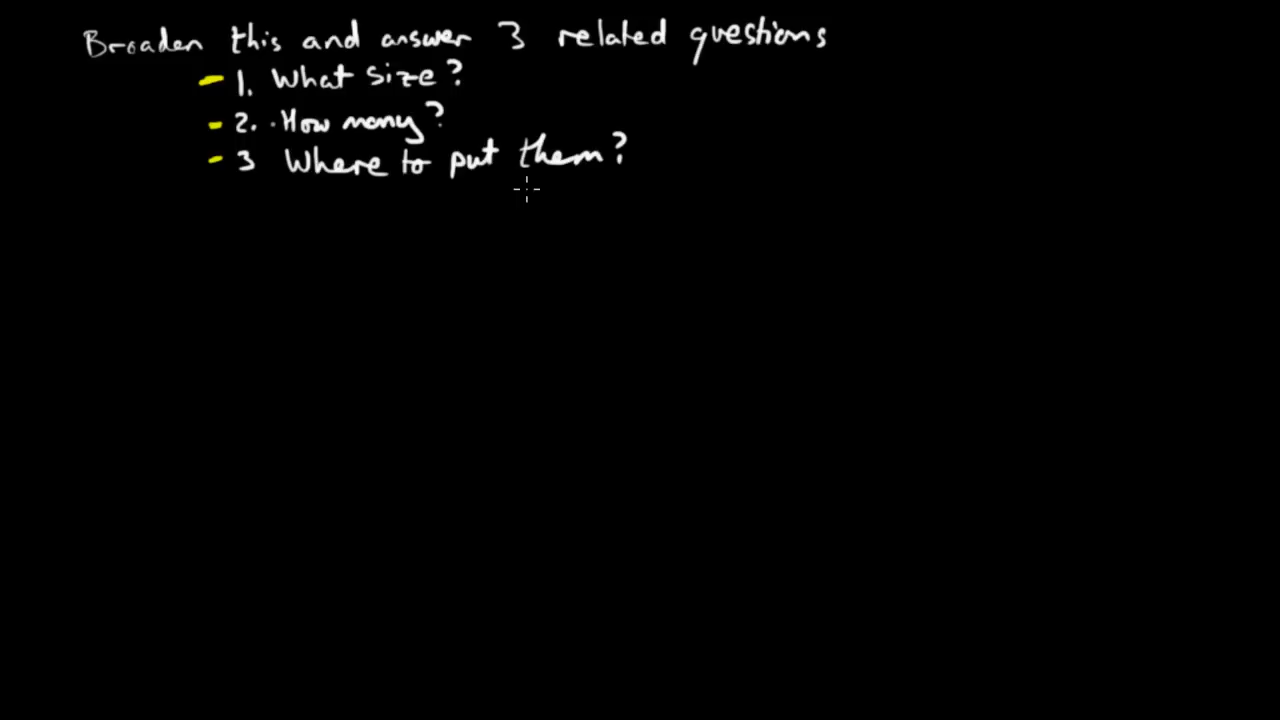 Broaden this and answer 3 related questions
- 1. What size?
- 2. How many?
- 3 Where to put them?